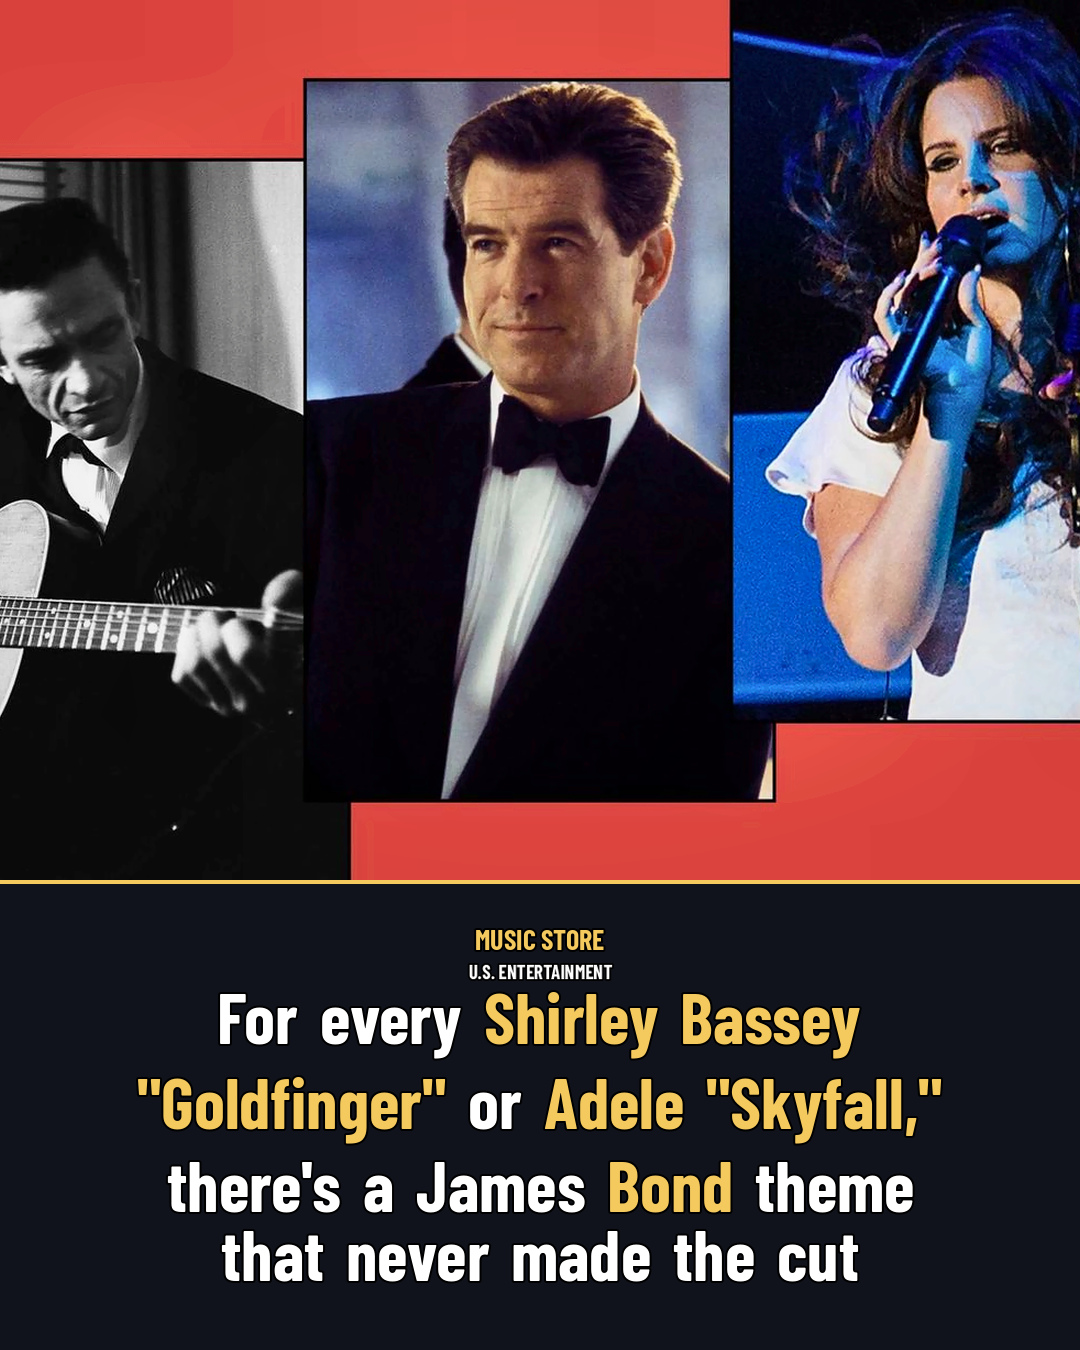 MUSIC STORE
U.S. ENTERTAINMENT
For every Shirley Bassey
"Goldfinger" or Adele "Skyfall,"
there's a James Bond theme
that never made the cut